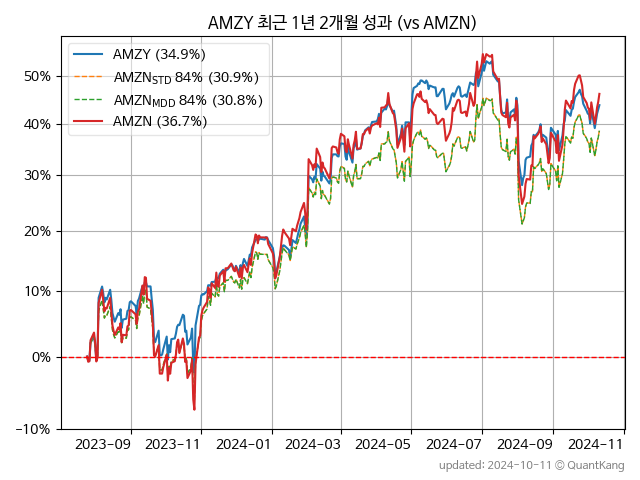 AMZY 최근 1년 2개월 성과 (vs AMZN)
AMZY (34.9%)
AMZNSTD 84% (30.9%)
AMZNMDD 84% (30.8%)
AMZN (36.7%)
50%
40%
30%
20%
10%
0%
−10%
2023-09 2023-11 2024-01 2024-03 2024-05 2024-07 2024-09 2024-11
updated: 2024-10-11 © QuantKang